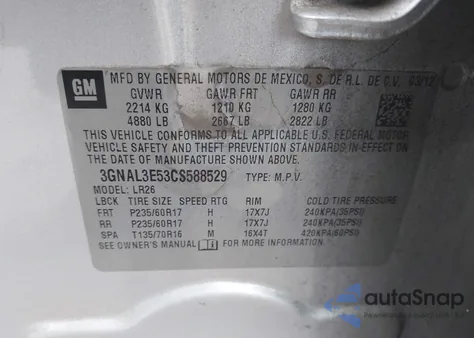 GM
MFD BY GENERAL MOTORS DE MEXICO, S. DE R.L. DE C.V. 03/12
GVWR GAWR FRT GAWR RR
2214 KG 1210 KG 1280 KG
4880 LB 2667 LB 2822 LB
THIS VEHICLE CONFORMS TO ALL APPLICABLE U.S. FEDERAL MOTOR
VEHICLE SAFETY AND THEFT PREVENTION STANDARDS IN EFFECT
ON THE DATE OF MANUFACTURE SHOWN ABOVE.
3GNAL3E53CS588529 TYPE: M.P.V.
MODEL: LR26
LBCK TIRE SIZE SPEED RTG RIM COLD TIRE PRESSURE
FRT P235/60R17 H 17X7J 240KPA(35PSI)
RR P235/60R17 H 17X7J 240KPA(35PSI)
SPA T135/70R16 M 16X4T 420KPA(60PSI)
SEE OWNER'S MANUAL FOR ADDITIONAL INFORMATION.
autoSnap